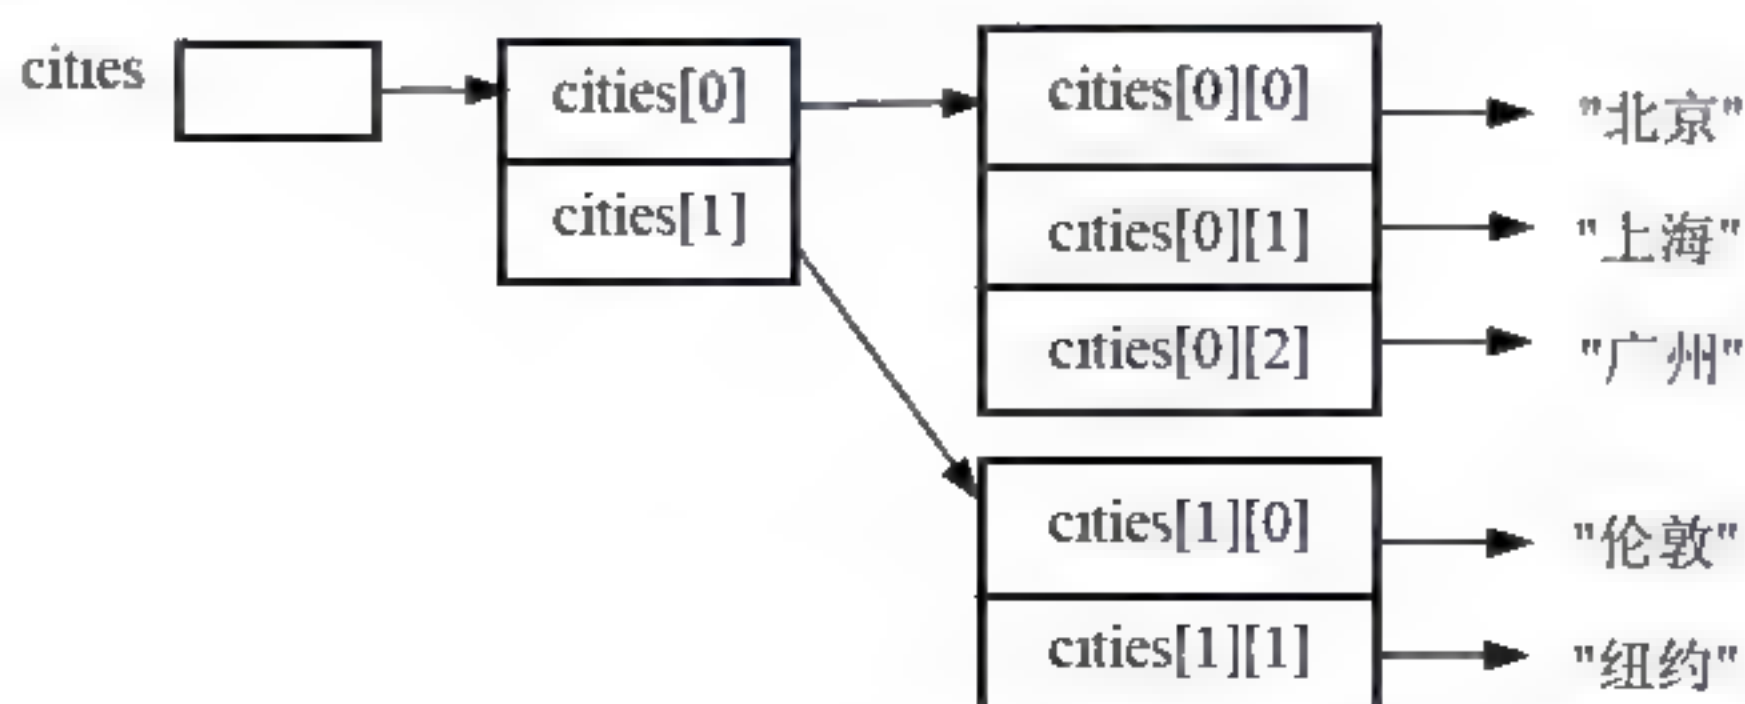 cities
cities[0]
cities[1]
cities[0][0]
cities[0][1]
cities[0][2]
cities[1][0]
cities[1][1]
"北京"
"上海"
"广州"
"伦敦"
"纽约"